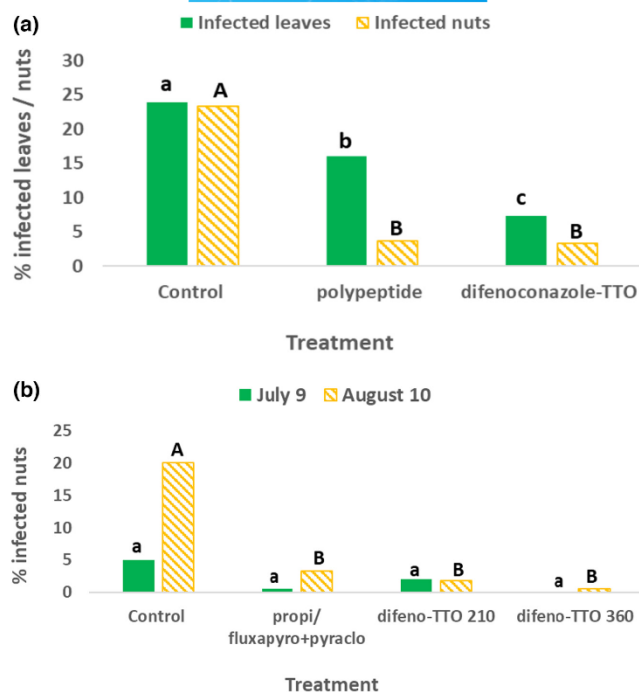 (a)
Infected leaves Infected nuts
% infected leaves / nuts
30
25
20
15
10
5
0
a A
b B
c B
Control polypeptide difenoconazole-TTO
Treatment
(b)
July 9 August 10
% infected nuts
25
20
15
10
5
0
a A
a B
a B
a B
Control propi/ difeno-TTO 210 difeno-TTO 360
fluxapyro+pyraclo
Treatment